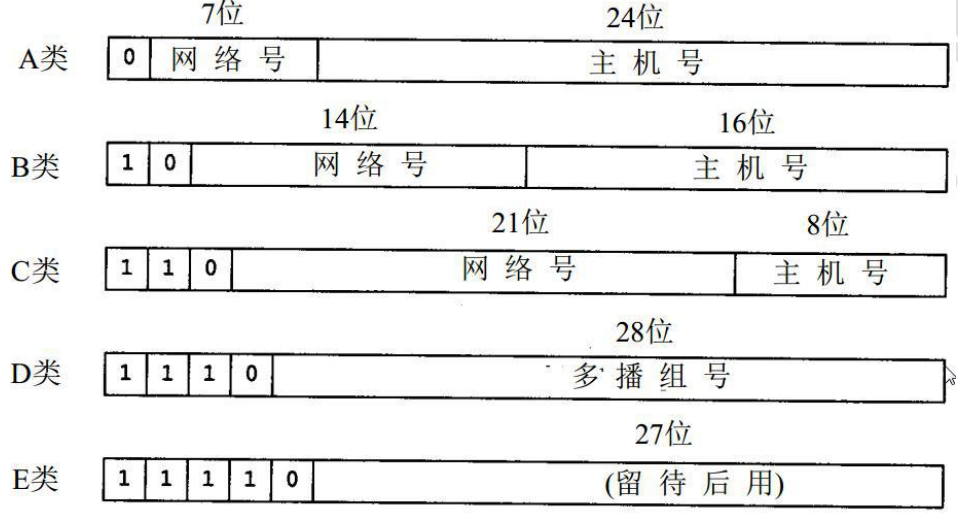 7位 24位
A类 0 网络号 主机号
14位 16位
B类 1 0 网络号 主机号
21位 8位
C类 1 1 0 网络号 主机号
28位
D类 1 1 1 0 多播组号
27位
E类 1 1 1 1 0 (留待后用)